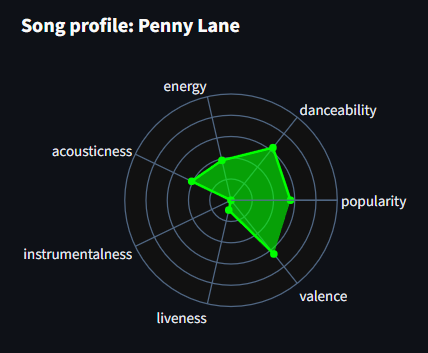 Song profile: Penny Lane
energy
danceability
acousticness
popularity
instrumentalness
valence
liveness